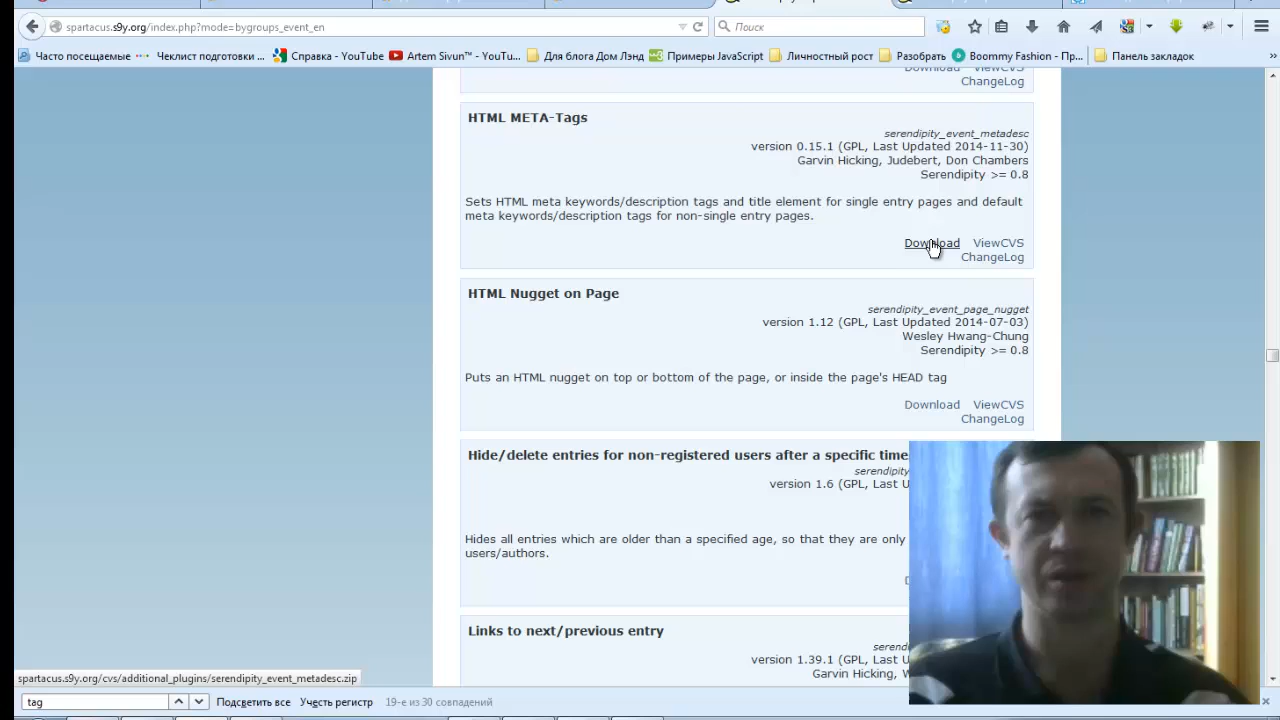 spartacus.s9y.org/index.php?mode=bygroups_event_en
Поиск
Часто посещаемые
Чеклист подготовки ...
Справка - YouTube
Artem Sivun™ - YouTu...
Для блога Дом Лэнд
Примеры JavaScript
Личнострый рост
Разобрать
Boommy Fashion - Пр...
Панель закладок
Download ViewCVS
ChangeLog
HTML META-Tags
serendipity_event_metadesc
version 0.15.1 (GPL, Last Updated 2014-11-30)
Garvin Hicking, Judebert, Don Chambers
Serendipity >= 0.8
Sets HTML meta keywords/description tags and title element for single entry pages and default
meta keywords/description tags for non-single entry pages.
Download ViewCVS
ChangeLog
HTML Nugget on Page
serendipity_event_page_nugget
version 1.12 (GPL, Last Updated 2014-07-03)
Wesley Hwang-Chung
Serendipity >= 0.8
Puts an HTML nugget on top or bottom of the page, or inside the page's HEAD tag
Download ViewCVS
ChangeLog
Hide/delete entries for non-registered users after a specific time
serendipity
version 1.6 (GPL, Last U
Hides all entries which are older than a specified age, so that they are only
users/authors.
D
Links to next/previous entry
serendi
version 1.39.1 (GPL, Last U
Garvin Hicking, W
spartacus.s9y.org/cvs/additional_plugins/serendipity_event_metadesc.zip
tag
Подсветить все
Учесть регистр
19-е из 30 совпадений